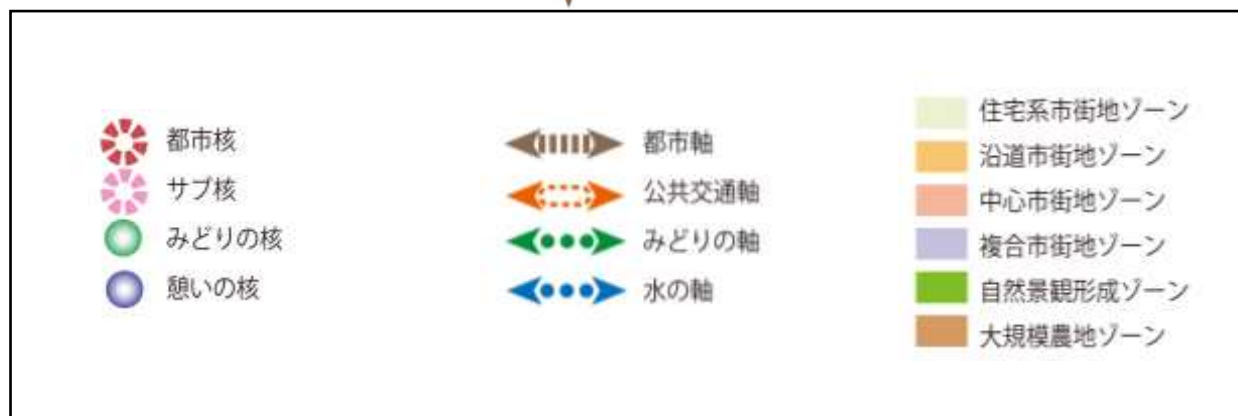 都市核
サブ核
みどりの核
憩いの核
都市軸
公共交通軸
みどりの軸
水の軸
住宅系市街地ゾーン
沿道市街地ゾーン
中心市街地ゾーン
複合市街地ゾーン
自然景観形成ゾーン
大規模農地ゾーン